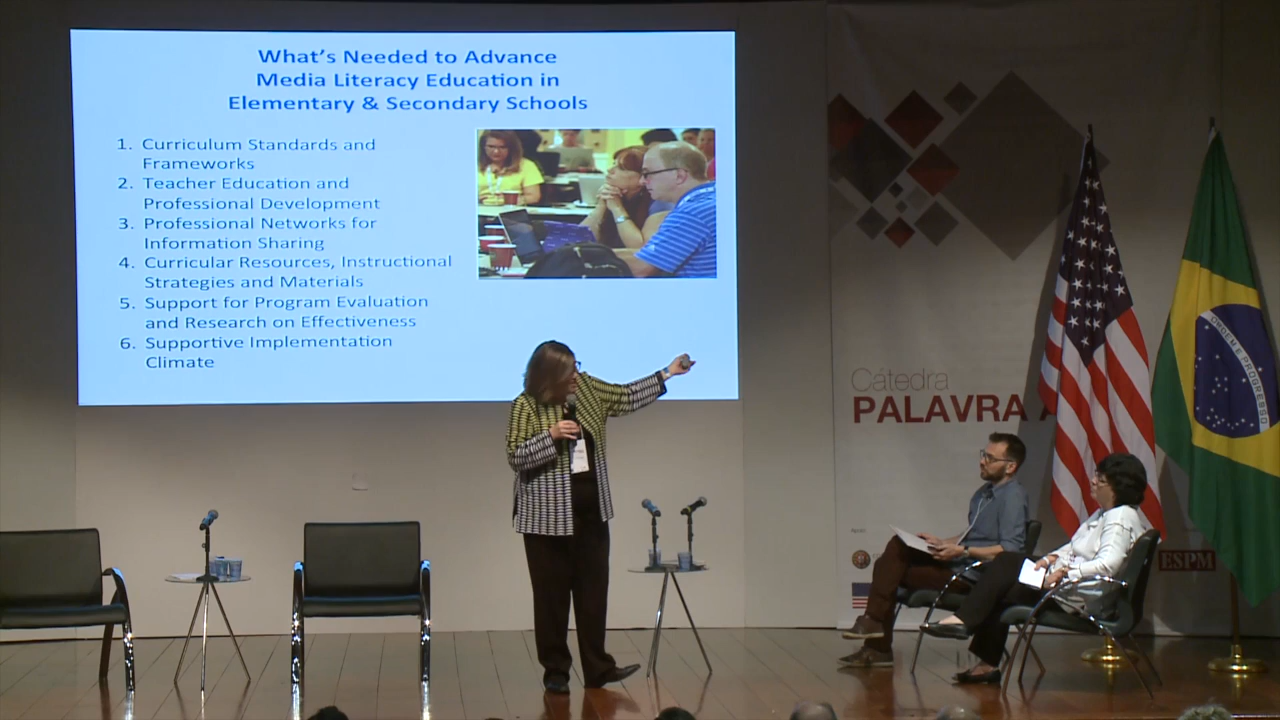 What's Needed to Advance
Media Literacy Education in
Elementary & Secondary Schools
1. Curriculum Standards and
Frameworks
2. Teacher Education and
Professional Development
3. Professional Networks for
Information Sharing
4. Curricular Resources, Instructional
Strategies and Materials
5. Support for Program Evaluation
and Research on Effectiveness
6. Supportive Implementation
Climate
Cátedra
PALAVRA A
ORDEM E PROGRESSO
Apoio
ESPM